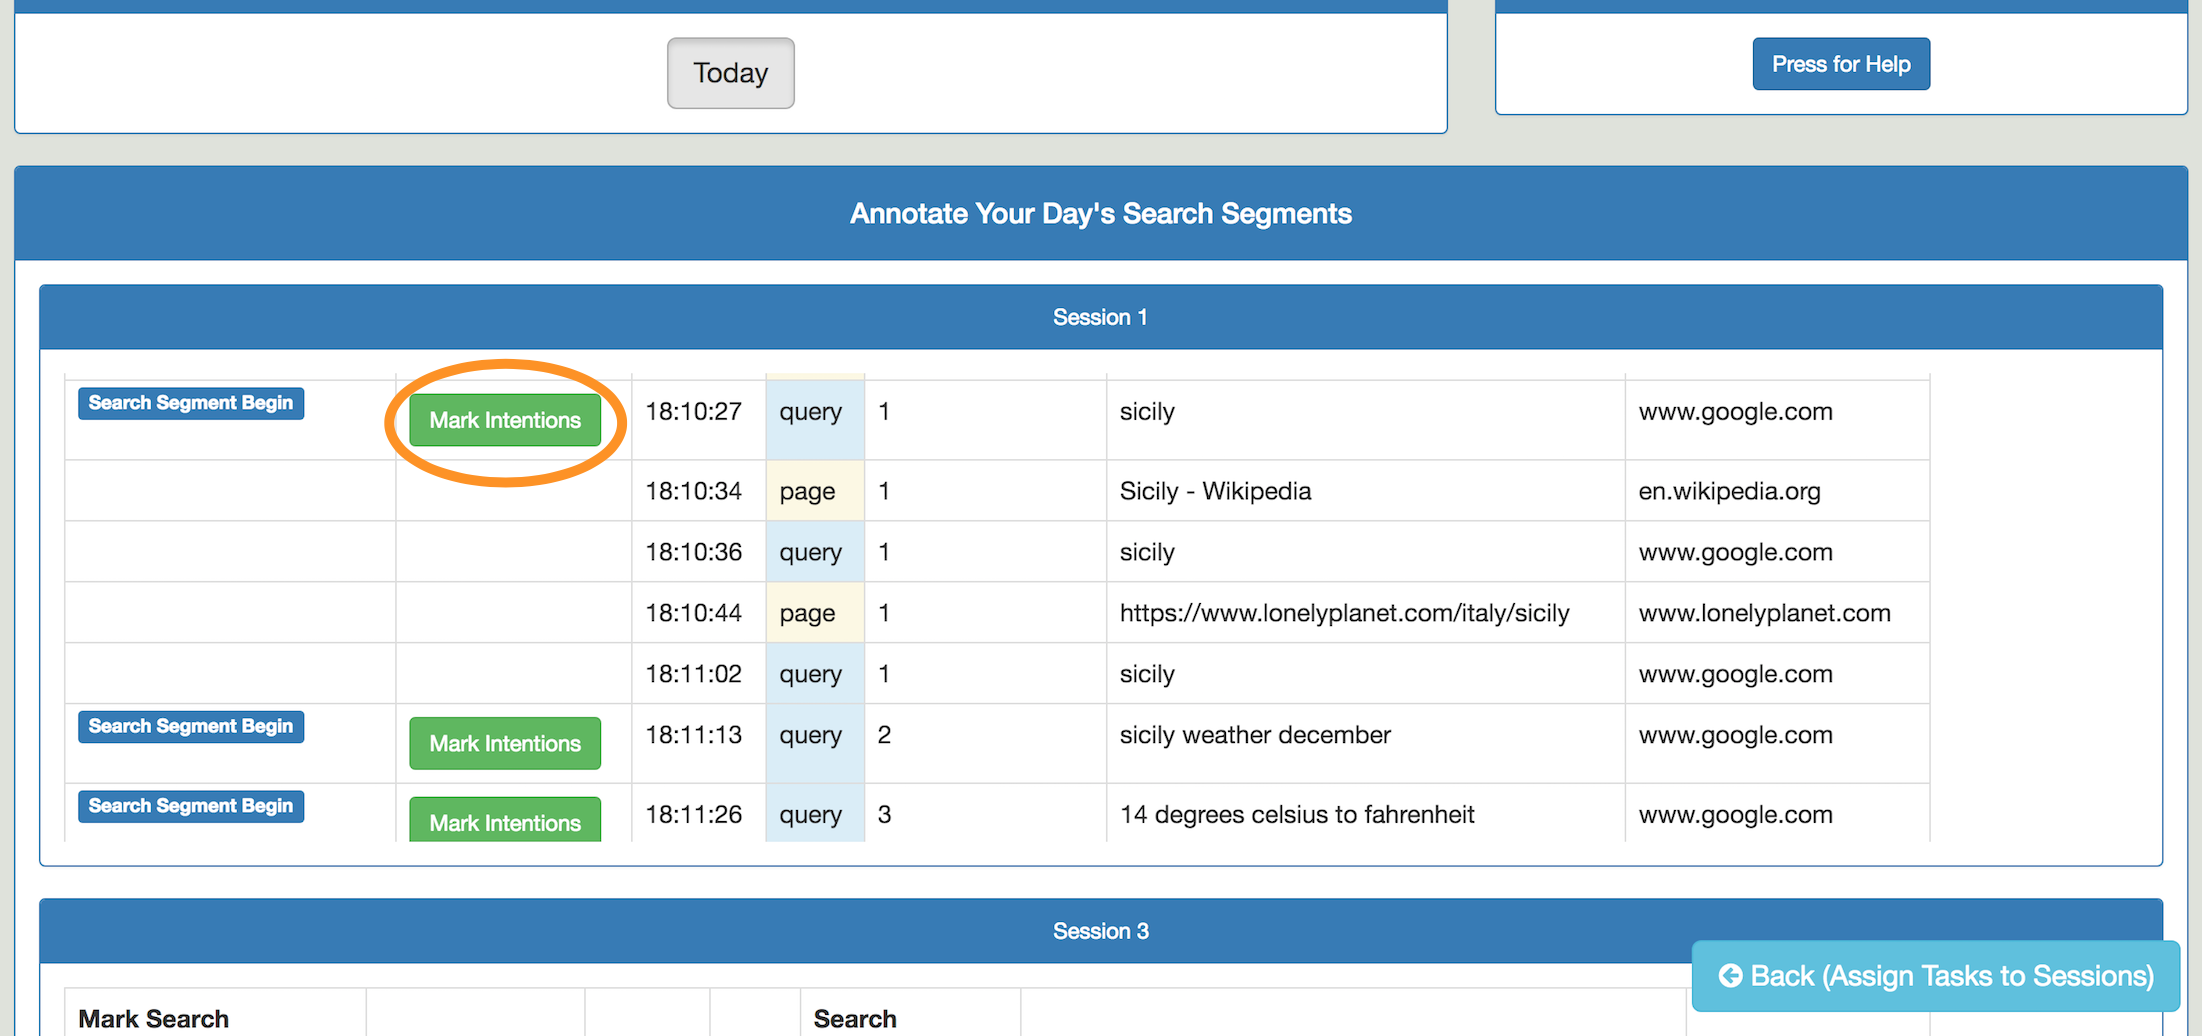 Today
Press for Help
Annotate Your Day's Search Segments
Session 1
Search Segment Begin Mark Intentions 18:10:27 query 1 sicily www.google.com
18:10:34 page 1 Sicily - Wikipedia en.wikipedia.org
18:10:36 query 1 sicily www.google.com
18:10:44 page 1 https://www.lonelyplanet.com/italy/sicily www.lonelyplanet.com
18:11:02 query 1 sicily www.google.com
Search Segment Begin Mark Intentions 18:11:13 query 2 sicily weather december www.google.com
Search Segment Begin Mark Intentions 18:11:26 query 3 14 degrees celsius to fahrenheit www.google.com
Session 3
Back (Assign Tasks to Sessions)
Mark Search Search